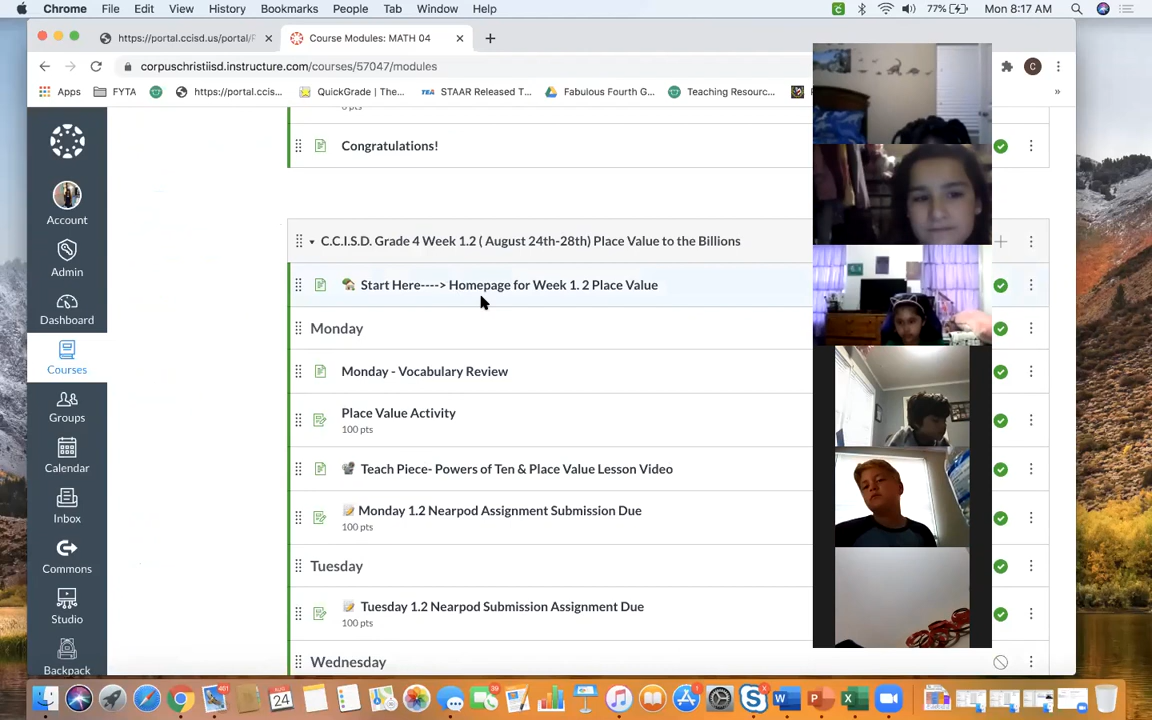 Chrome File Edit View History Bookmarks People Tab Window Help 77% Mon 8:17 AM
https://portal.ccisd.us/portal/ Course Modules: MATH 04
corpuschristiisd.instructure.com/courses/57047/modules C
Apps FYTA https://portal.ccis... QuickGrade | The... TEA STAAR Released T... Fabulous Fourth G... Teaching Resourc... »
Congratulations!
Account
C.C.I.S.D. Grade 4 Week 1.2 ( August 24th-28th) Place Value to the Billions
Admin
Start Here----> Homepage for Week 1. 2 Place Value
Dashboard
Monday
Courses
Monday - Vocabulary Review
Groups
Place Value Activity
100 pts
Calendar
Teach Piece- Powers of Ten & Place Value Lesson Video
Inbox
Monday 1.2 Nearpod Assignment Submission Due
100 pts
Commons
Tuesday
Studio
Tuesday 1.2 Nearpod Submission Assignment Due
100 pts
Backpack
Wednesday
AUG
24